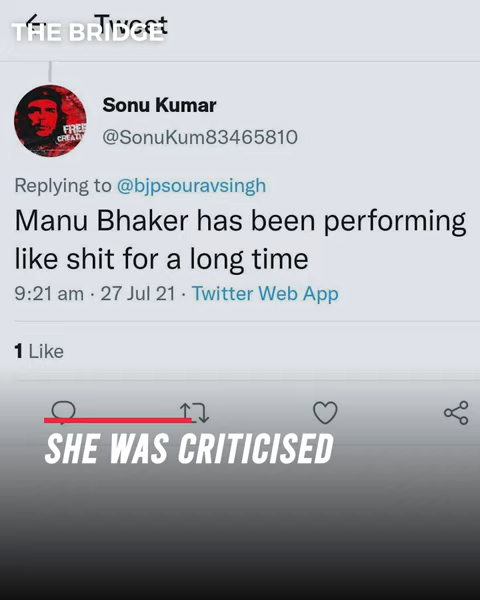 Tweet
THE BRIDGE
FREE
Sonu Kumar
@SonuKum83465810
Replying to @bjpsouravsingh
Manu Bhaker has been performing
like shit for a long time
9:21 am · 27 Jul 21 · Twitter Web App
1 Like
SHE WAS CRITICISED